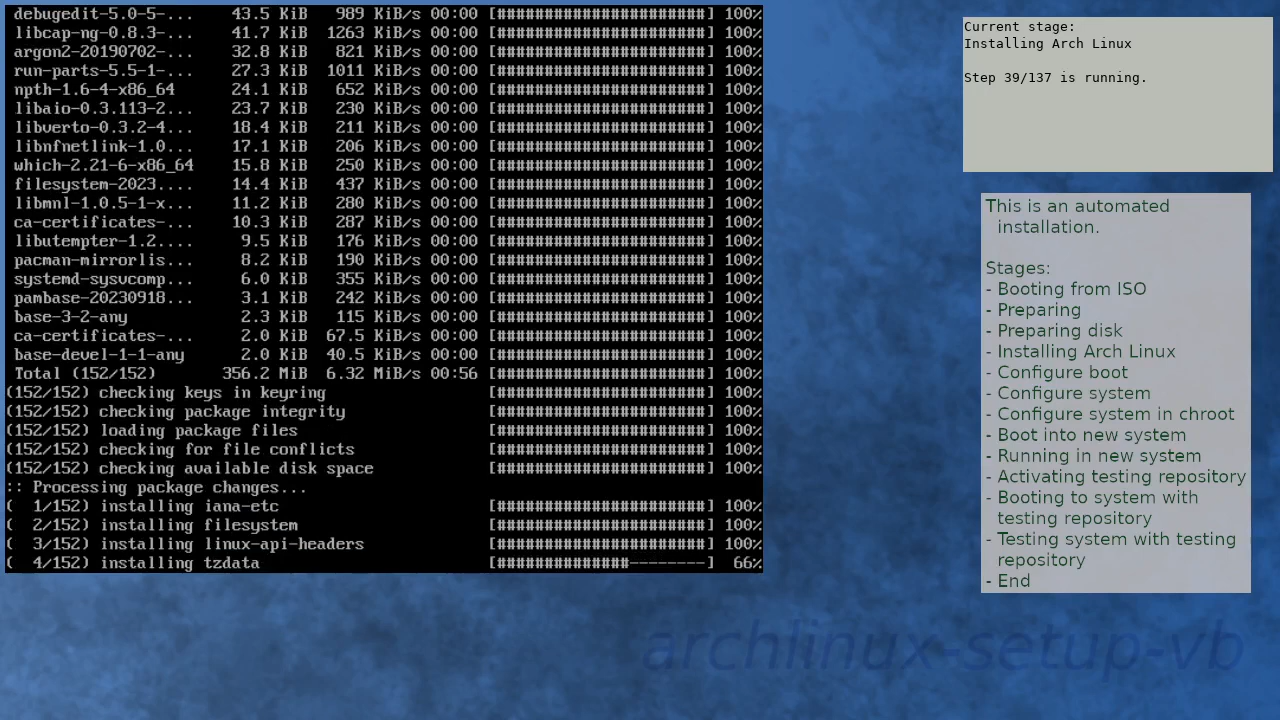 debugedit-5.0-5-... 43.5 KiB 989 KiB/s 00:00 [######################] 100%
libcap-ng-0.8.3-... 41.7 KiB 1263 KiB/s 00:00 [######################] 100%
argon2-20190702-... 32.8 KiB 821 KiB/s 00:00 [######################] 100%
run-parts-5.5-1-... 27.3 KiB 1011 KiB/s 00:00 [######################] 100%
npth-1.6-4-x86_64 24.1 KiB 652 KiB/s 00:00 [######################] 100%
libaio-0.3.113-2... 23.7 KiB 230 KiB/s 00:00 [######################] 100%
libverto-0.3.2-4... 18.4 KiB 211 KiB/s 00:00 [######################] 100%
libnfnetlink-1.0... 17.1 KiB 206 KiB/s 00:00 [######################] 100%
which-2.21-6-x86_64 15.8 KiB 250 KiB/s 00:00 [######################] 100%
filesystem-2023.... 14.4 KiB 437 KiB/s 00:00 [######################] 100%
libmnl-1.0.5-1-x... 11.2 KiB 280 KiB/s 00:00 [######################] 100%
ca-certificates-... 10.3 KiB 287 KiB/s 00:00 [######################] 100%
libutempter-1.2.... 9.5 KiB 176 KiB/s 00:00 [######################] 100%
pacman-mirrorlis... 8.2 KiB 190 KiB/s 00:00 [######################] 100%
systemd-sysvcomp... 6.0 KiB 355 KiB/s 00:00 [######################] 100%
pambase-20230918... 3.1 KiB 242 KiB/s 00:00 [######################] 100%
base-3-2-any 2.3 KiB 115 KiB/s 00:00 [######################] 100%
ca-certificates-... 2.0 KiB 67.5 KiB/s 00:00 [######################] 100%
base-devel-1-1-any 2.0 KiB 40.5 KiB/s 00:00 [######################] 100%
Total (152/152) 356.2 MiB 6.32 MiB/s 00:56 [######################] 100%
(152/152) checking keys in keyring [######################] 100%
(152/152) checking package integrity [######################] 100%
(152/152) loading package files [######################] 100%
(152/152) checking for file conflicts [######################] 100%
(152/152) checking available disk space [######################] 100%
:: Processing package changes...
( 1/152) installing iana-etc [######################] 100%
( 2/152) installing filesystem [######################] 100%
( 3/152) installing linux-api-headers [######################] 100%
( 4/152) installing tzdata [##############--------] 66%
Current stage:
Installing Arch Linux
Step 39/137 is running.
This is an automated
installation.
Stages:
- Booting from ISO
- Preparing
- Preparing disk
- Installing Arch Linux
- Configure boot
- Configure system
- Configure system in chroot
- Boot into new system
- Running in new system
- Activating testing repository
- Booting to system with
testing repository
- Testing system with testing
repository
- End
archlinux-setup-vb